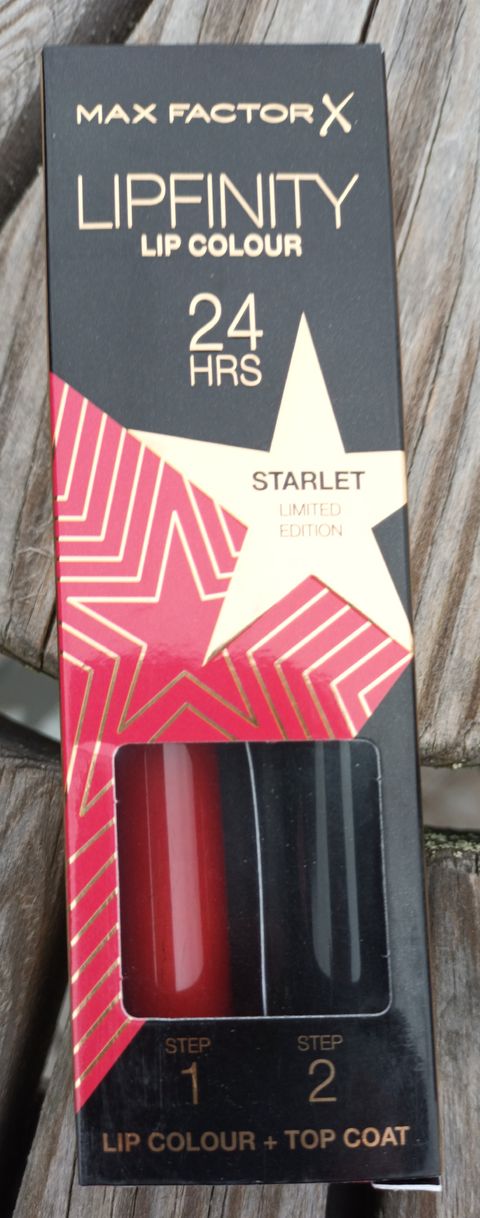 MAX FACTOR X
LIPFINITY
LIP COLOUR
24
HRS
STARLET
LIMITED
EDITION
STEP
1
STEP
2
LIP COLOUR + TOP COAT